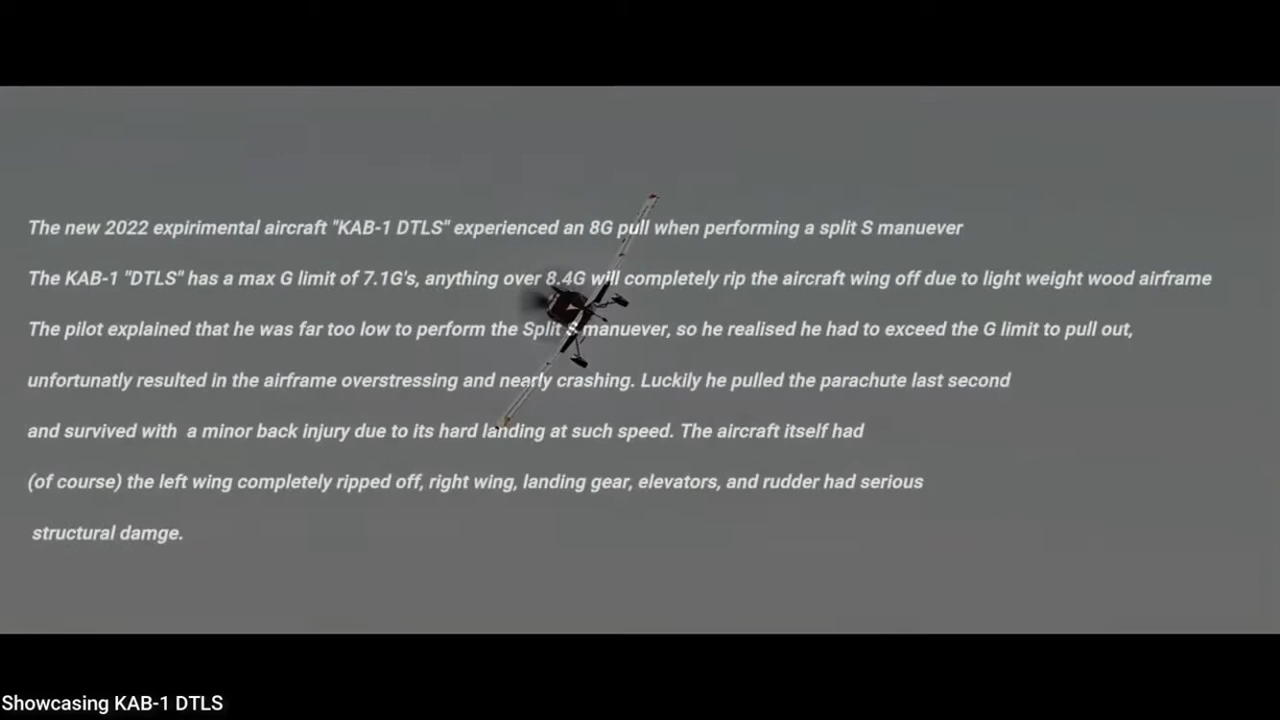 The new 2022 expirimental aircraft "KAB-1 DTLS" experienced an 8G pull when performing a split S manuever
The KAB-1 "DTLS" has a max G limit of 7.1G's, anything over 8.4G will completely rip the aircraft wing off due to light weight wood airframe
The pilot explained that he was far too low to perform the Split S manuever, so he realised he had to exceed the G limit to pull out,
unfortunatly resulted in the airframe overstressing and nearly crashing. Luckily he pulled the parachute last second
and survived with  a minor back injury due to its hard landing at such speed. The aircraft itself had
(of course) the left wing completely ripped off, right wing, landing gear, elevators, and rudder had serious
structural damge.
Showcasing KAB-1 DTLS